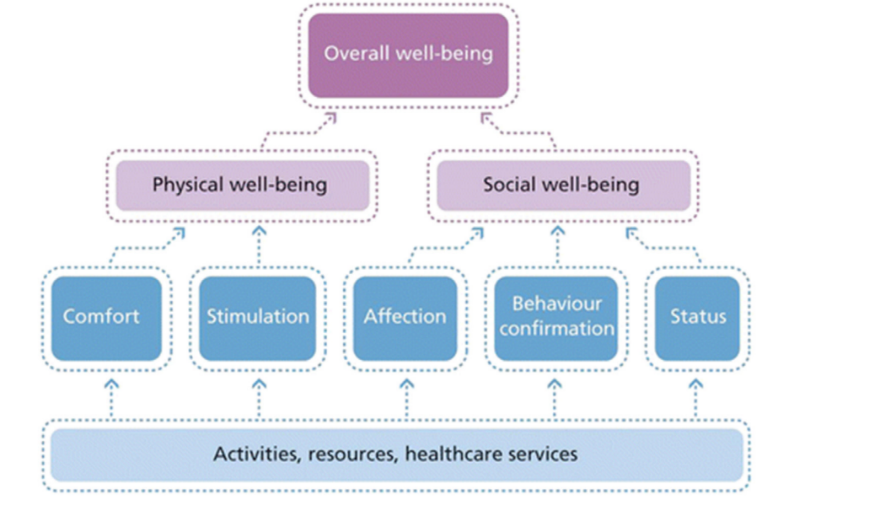 Overall well-being
Physical well-being
Social well-being
Comfort
Stimulation
Affection
Behaviour
confirmation
Status
Activities, resources, healthcare services